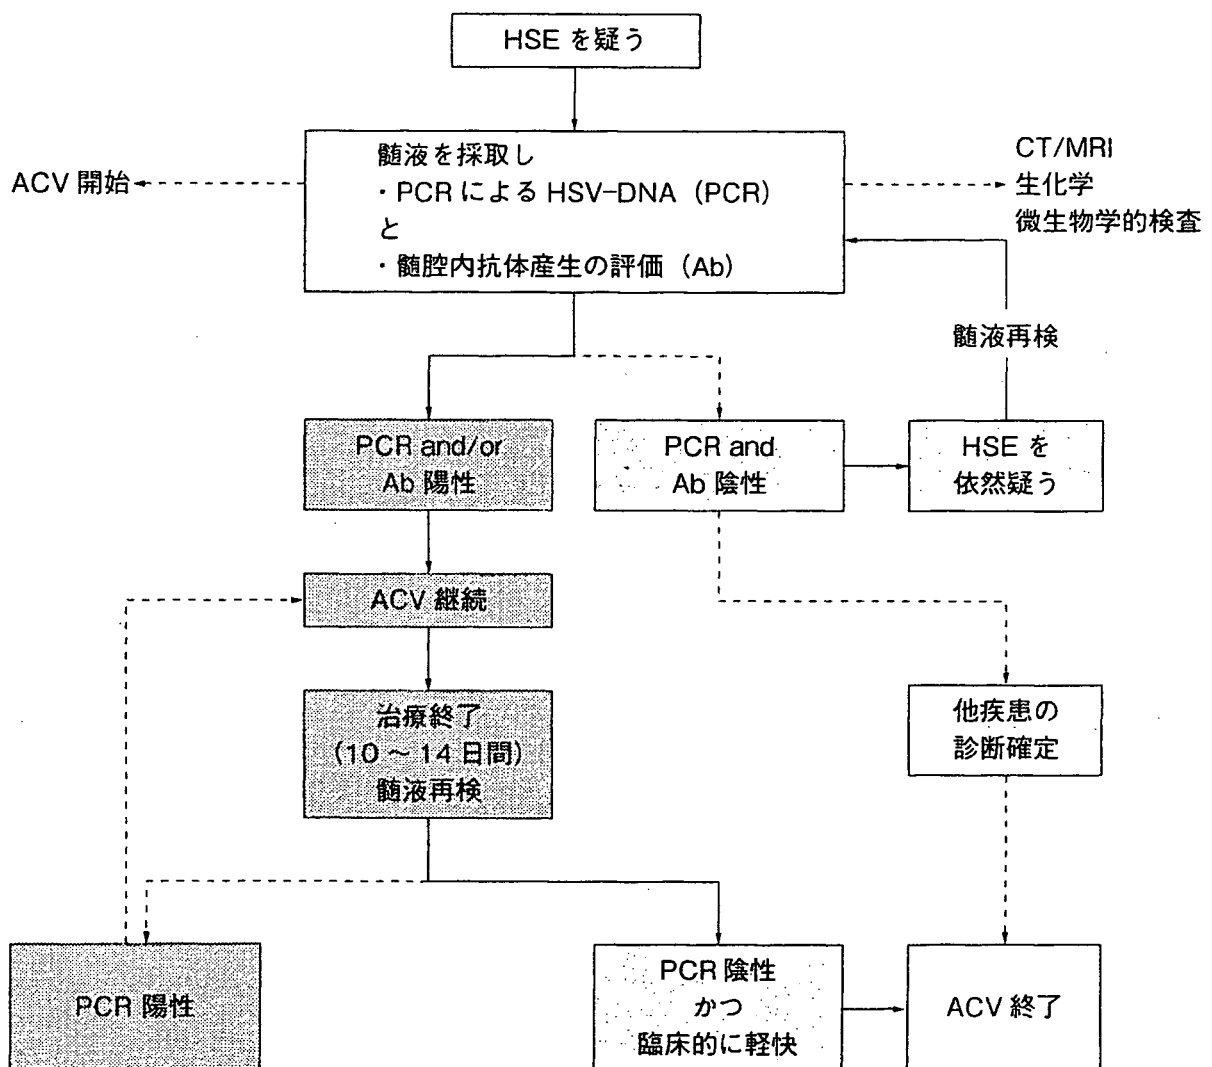 HSE を疑う
髄液を採取し
・PCR による HSV-DNA（PCR）
と
・髄腔内抗体産生の評価（Ab）
ACV 開始
CT/MRI
生化学
微生物学的検査
髄液再検
PCR and/or
Ab 陽性
PCR and
Ab 陰性
HSE を
依然疑う
ACV 継続
治療終了
（10 〜 14 日間）
髄液再検
他疾患の
診断確定
PCR 陽性
PCR 陰性
かつ
臨床的に軽快
ACV 終了